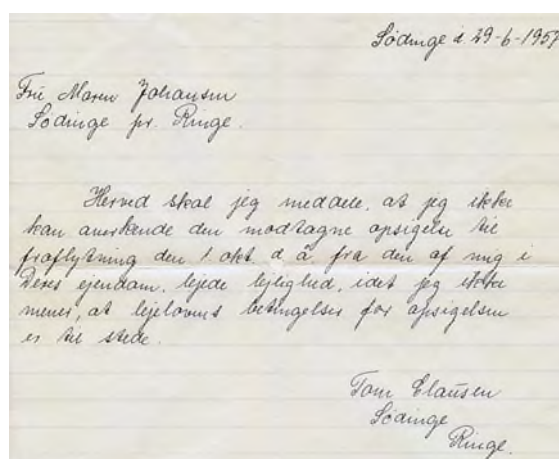 Sødinge d. 29-6-1957
Fru Maren Johansen
Sødinge pr. Ringe.
Herved skal jeg meddele, at jeg ikke
kan anerkende den modtagne opsigelse til
fraflytning den 1. okt. d. å. fra den af mig i
Deres ejendom, lejede lejlighed, idet jeg ikke
mener, at lejelovens betingelser for opsigelsen
er til stede.
Tom Clausen
Sødinge
Ringe.